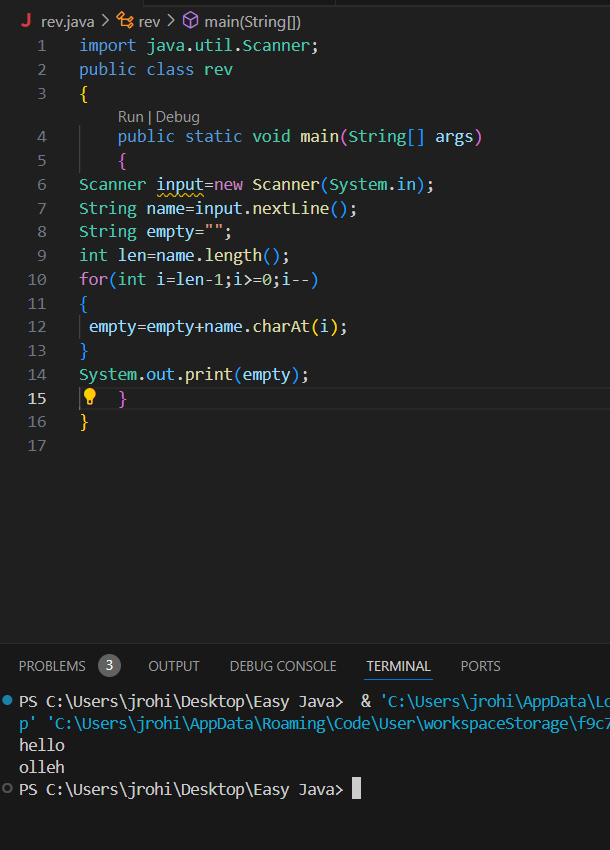 J rev.java > rev > main(String[])
1 import java.util.Scanner;
2 public class rev
3 {
Run | Debug
4 public static void main(String[] args)
5 {
6 Scanner input=new Scanner(System.in);
7 String name=input.nextLine();
8 String empty="";
9 int len=name.length();
10 for(int i=len-1;i>=0;i--)
11 {
12 empty=empty+name.charAt(i);
13 }
14 System.out.print(empty);
15 }
16 }
17
PROBLEMS 3 OUTPUT DEBUG CONSOLE TERMINAL PORTS
PS C:\Users\jrohi\Desktop\Easy Java>  & 'C:\Users\jrohi\AppData\Lo
p' 'C:\Users\jrohi\AppData\Roaming\Code\User\workspaceStorage\f9c7
hello
olleh
PS C:\Users\jrohi\Desktop\Easy Java>